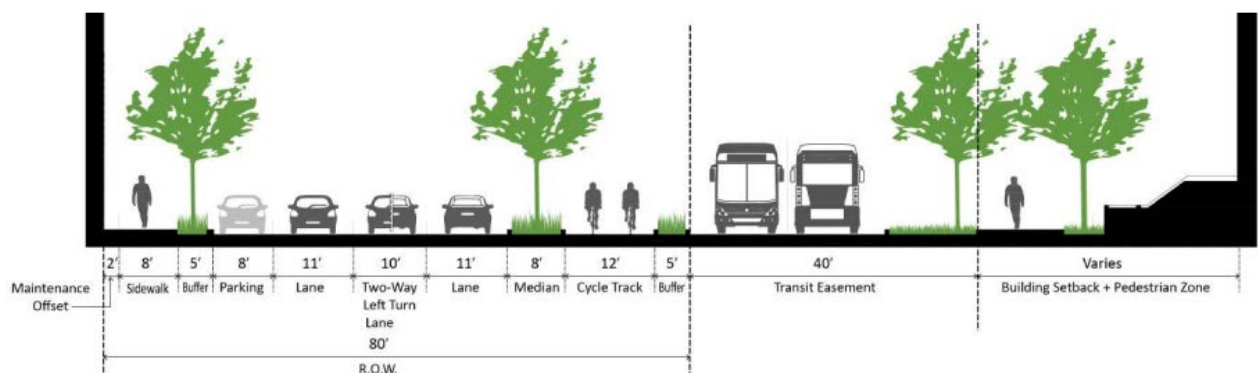 2' 8' 5' 8' 11' 10' 11' 8' 12' 5' 40' Varies
Maintenance Offset
Sidewalk
Buffer
Parking
Lane
Two-Way
Left Turn
Lane
Lane
Median
Cycle Track
Buffer
Transit Easement
Building Setback + Pedestrian Zone
80'
R.O.W.